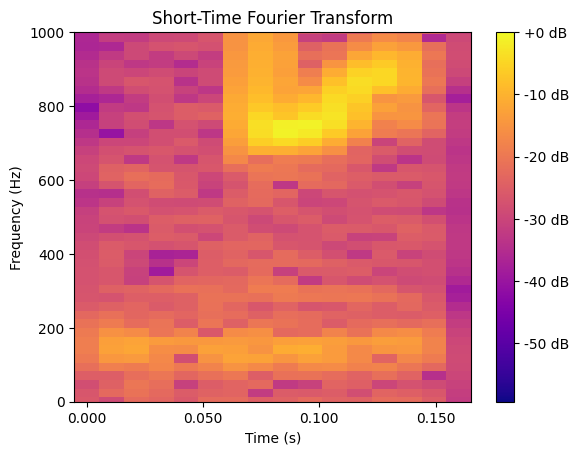 Short-Time Fourier Transform
1000
800
600
400
200
0
Frequency (Hz)
0.000
0.050
0.100
0.150
Time (s)
+0 dB
-10 dB
-20 dB
-30 dB
-40 dB
-50 dB